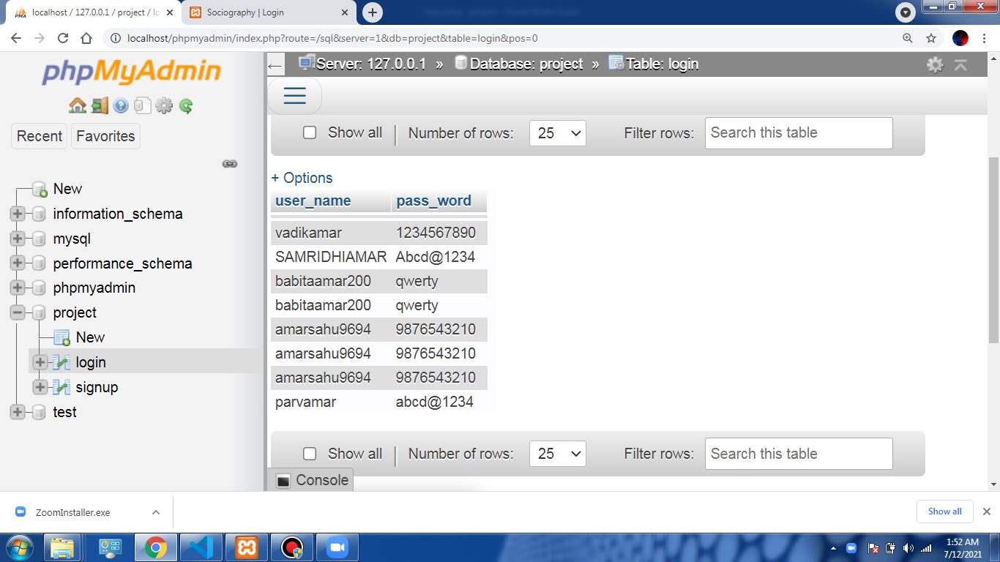 localhost / 127.0.0.1 / project / lo
Sociography | Login
localhost/phpmyadmin/index.php?route=/sql&server=1&db=project&table=login&pos=0
phpMyAdmin
Recent Favorites
New
information_schema
mysql
performance_schema
phpmyadmin
project
New
login
signup
test
Server: 127.0.0.1 » Database: project » Table: login
Show all | Number of rows: 25 Filter rows: Search this table
+ Options
user_name pass_word
vadikamar 1234567890
SAMRIDHIAMAR Abcd@1234
babitaamar200 qwerty
babitaamar200 qwerty
amarsahu9694 9876543210
amarsahu9694 9876543210
amarsahu9694 9876543210
parvamar abcd@1234
Show all | Number of rows: 25 Filter rows: Search this table
Console
ZoomInstaller.exe
Show all
1:52 AM
7/12/2021